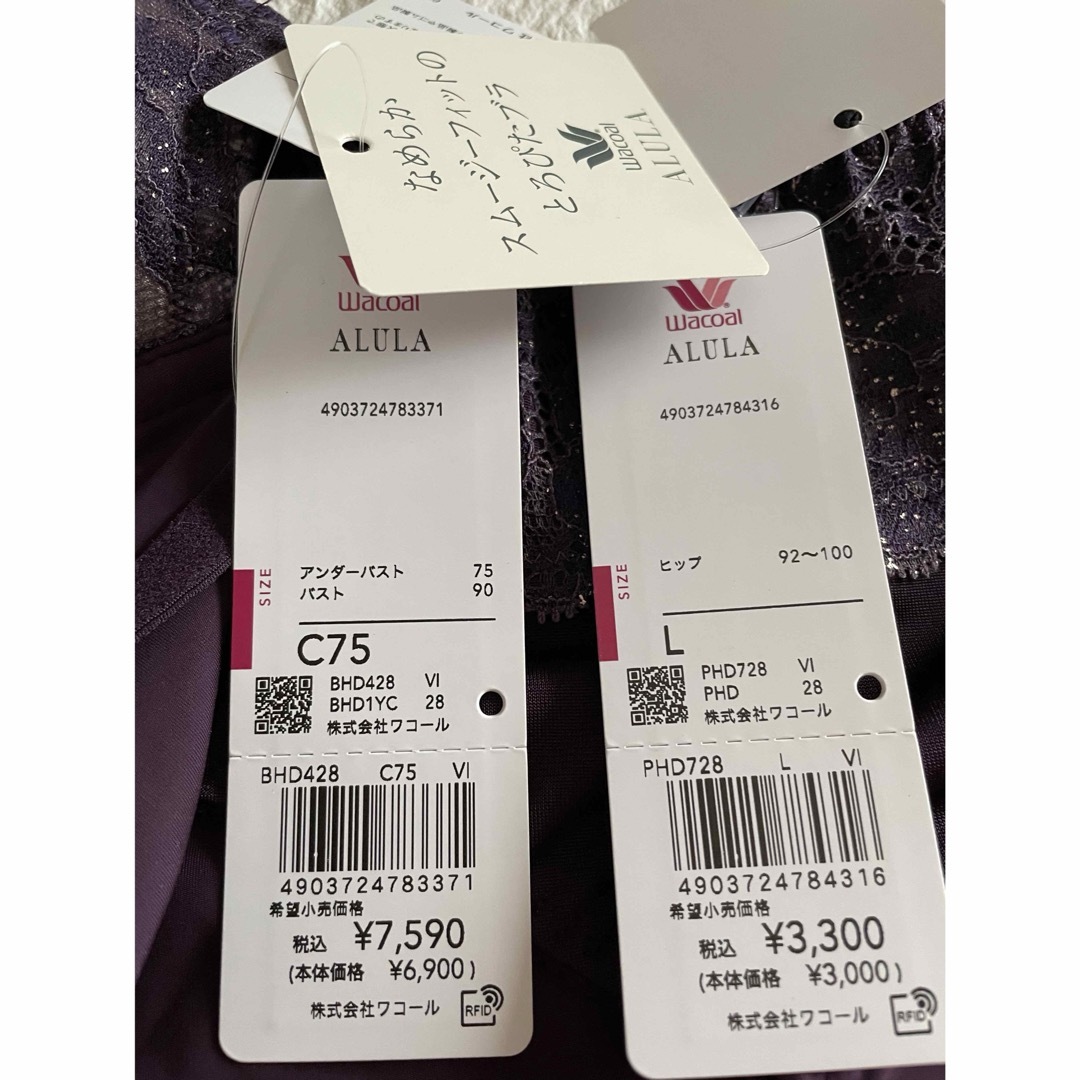 なめらか
スムージーフィットの
とろぴたブラ
Wacoal
ALULA
Wacoal
ALULA
4903724783371
SIZE
アンダーバスト 75
バスト 90
C75
BHD428 VI
BHD1YC 28
株式会社ワコール
BHD428 C75 VI
4903724783371
希望小売価格
税込 ¥7,590
(本体価格 ¥6,900)
株式会社ワコール
RFID
Wacoal
ALULA
4903724784316
SIZE
ヒップ 92〜100
L
PHD728 VI
PHD 28
株式会社ワコール
PHD728 L VI
4903724784316
希望小売価格
税込 ¥3,300
(本体価格 ¥3,000)
株式会社ワコール
RFID